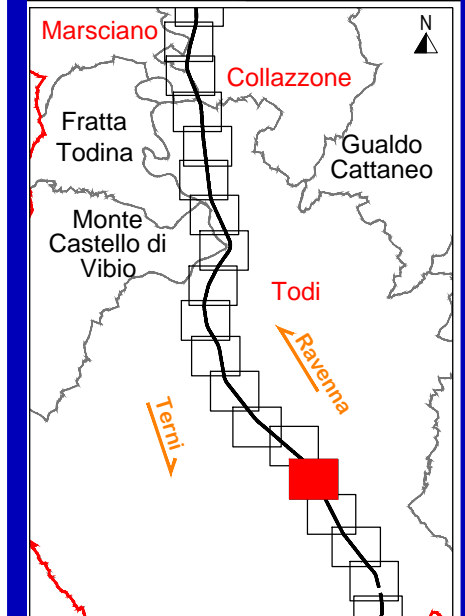 Marsciano
N
Collazzone
Fratta
Todina
Gualdo
Cattaneo
Monte
Castello di
Vibio
Todi
Ravenna
Terni